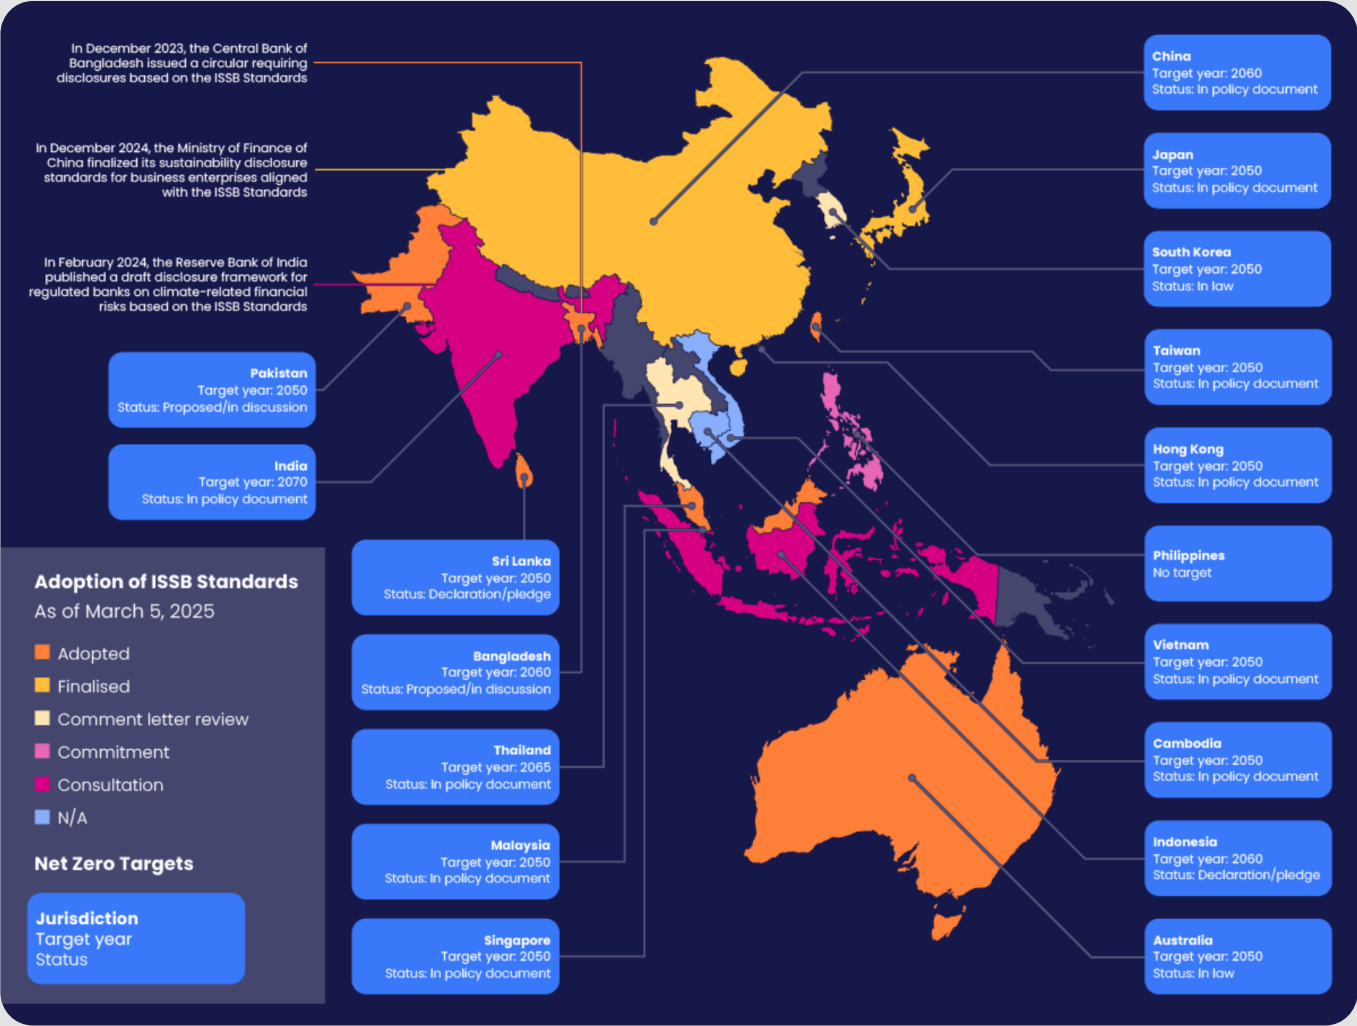 In December 2023, the Central Bank of
Bangladesh issued a circular requiring
disclosures based on the ISSB Standards
In December 2024, the Ministry of Finance of
China finalized its sustainability disclosure
standards for business enterprises aligned
with the ISSB Standards
In February 2024, the Reserve Bank of India
published a draft disclosure framework for
regulated banks on climate-related financial
risks based on the ISSB Standards
Pakistan
Target year: 2050
Status: Proposed/in discussion
India
Target year: 2070
Status: In policy document
Adoption of ISSB Standards
As of March 5, 2025
Adopted
Finalised
Comment letter review
Commitment
Consultation
N/A
Net Zero Targets
Jurisdiction
Target year
Status
Sri Lanka
Target year: 2050
Status: Declaration/pledge
Bangladesh
Target year: 2060
Status: Proposed/in discussion
Thailand
Target year: 2065
Status: In policy document
Malaysia
Target year: 2050
Status: In policy document
Singapore
Target year: 2050
Status: In policy document
China
Target year: 2060
Status: In policy document
Japan
Target year: 2050
Status: In policy document
South Korea
Target year: 2050
Status: In law
Taiwan
Target year: 2050
Status: In policy document
Hong Kong
Target year: 2050
Status: In policy document
Philippines
No target
Vietnam
Target year: 2050
Status: In policy document
Cambodia
Target year: 2050
Status: In policy document
Indonesia
Target year: 2060
Status: Declaration/pledge
Australia
Target year: 2050
Status: In law